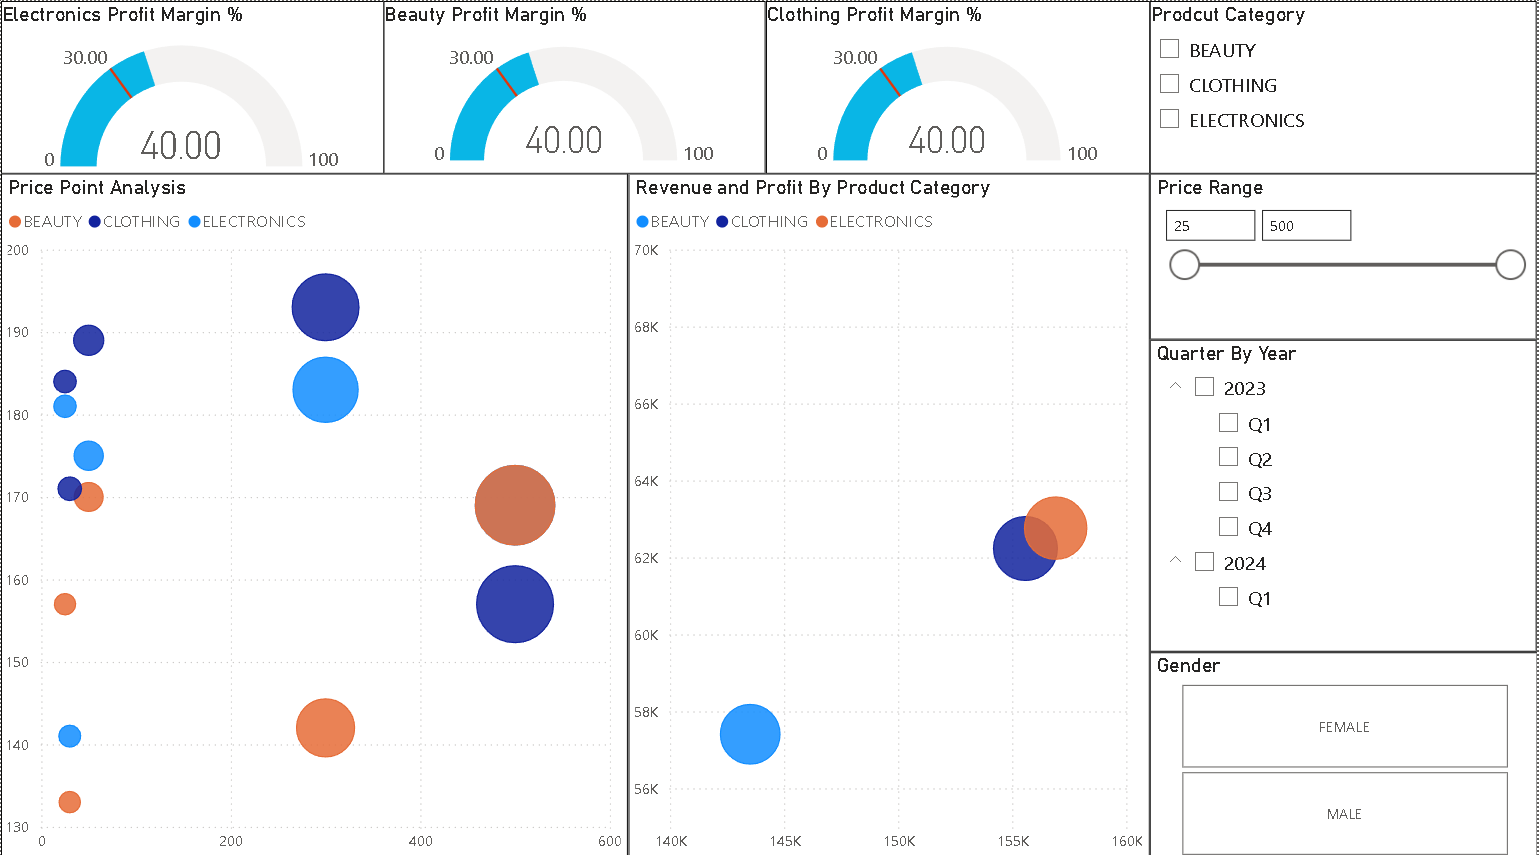 Electronics Profit Margin %
30.00
40.00
0
100
Beauty Profit Margin %
30.00
40.00
0
100
Clothing Profit Margin %
30.00
40.00
0
100
Prodcut Category
BEAUTY
CLOTHING
ELECTRONICS
Price Point Analysis
BEAUTY CLOTHING ELECTRONICS
200
190
180
170
160
150
140
130
0 200 400 600
Revenue and Profit By Product Category
BEAUTY CLOTHING ELECTRONICS
70K
68K
66K
64K
62K
60K
58K
56K
140K 145K 150K 155K 160K
Price Range
25 500
Quarter By Year
2023
Q1
Q2
Q3
Q4
2024
Q1
Gender
FEMALE
MALE